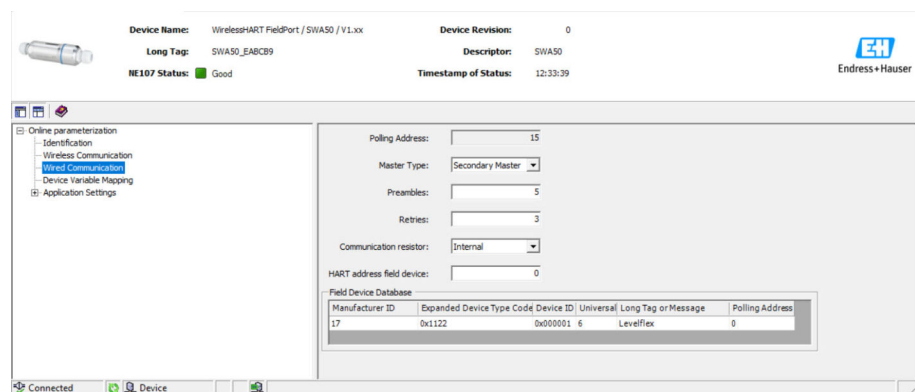 Device Name: WirelessHART FieldPort / SWA50 / V1.xx Device Revision: 0
Long Tag: SWA50_EABCB9 Descriptor: SWA50
NE107 Status: Good Timestamp of Status: 12:33:39
EH
Endress+Hauser
Online parameterization
Identification
Wireless Communication
Wired Communication
Device Variable Mapping
Application Settings
Polling Address: 15
Master Type: Secondary Master
Preambles: 5
Retries: 3
Communication resistor: Internal
HART address field device: 0
Field Device Database
Manufacturer ID Expanded Device Type Code Device ID Universal Long Tag or Message Polling Address
17 0x1122 0x000001 6 Levelflex 0
Connected Device